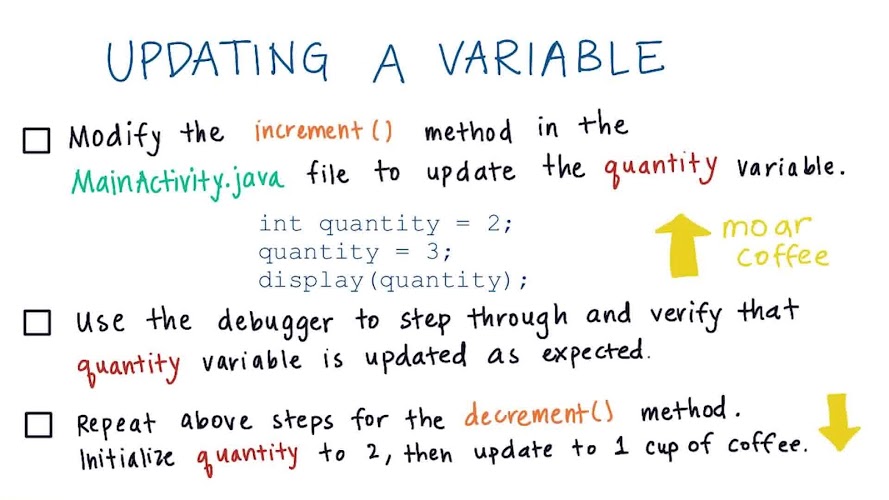 UPDATING A VARIABLE
Modify the increment() method in the
MainActivity.java file to update the quantity variable.
int quantity = 2;
quantity = 3;
display(quantity);
moar
coffee
Use the debugger to step through and verify that
quantity variable is updated as expected.
Repeat above steps for the decrement() method.
Initialize quantity to 2, then update to 1 cup of coffee.